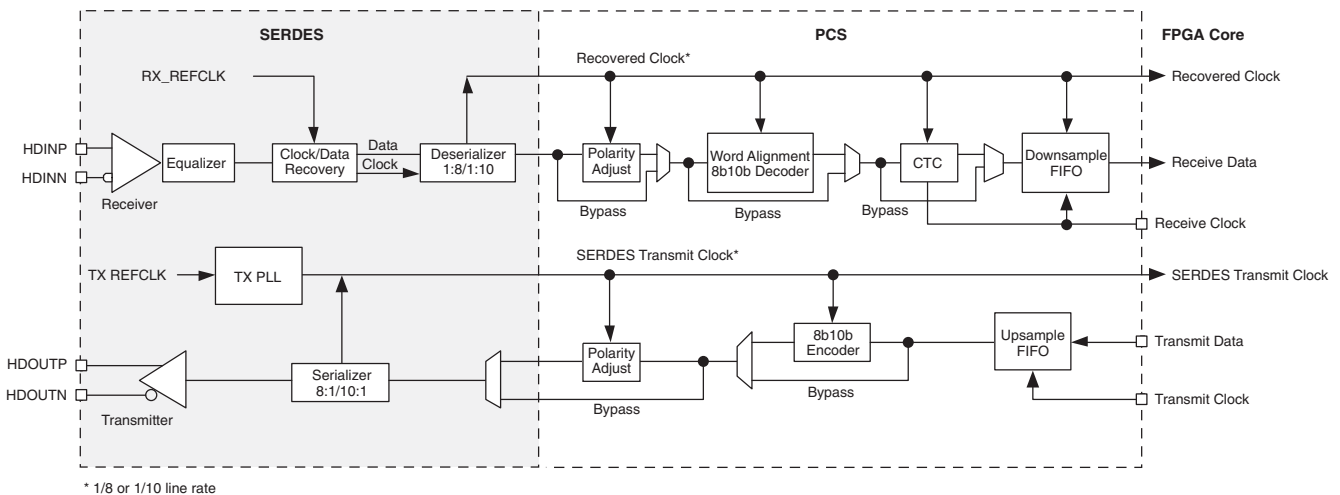 SERDES
PCS
FPGA Core
RX_REFCLK
Recovered Clock*
Recovered Clock
HDINP
HDINN
Receiver
Equalizer
Clock/Data
Recovery
Data
Clock
Deserializer
1:8/1:10
Polarity
Adjust
Bypass
Word Alignment
8b10b Decoder
Bypass
CTC
Bypass
Downsample
FIFO
Receive Data
Receive Clock
TX REFCLK
TX PLL
SERDES Transmit Clock*
SERDES Transmit Clock
HDOUTP
HDOUTN
Transmitter
Serializer
8:1/10:1
Polarity
Adjust
Bypass
8b10b
Encoder
Bypass
Upsample
FIFO
Transmit Data
Transmit Clock
* 1/8 or 1/10 line rate